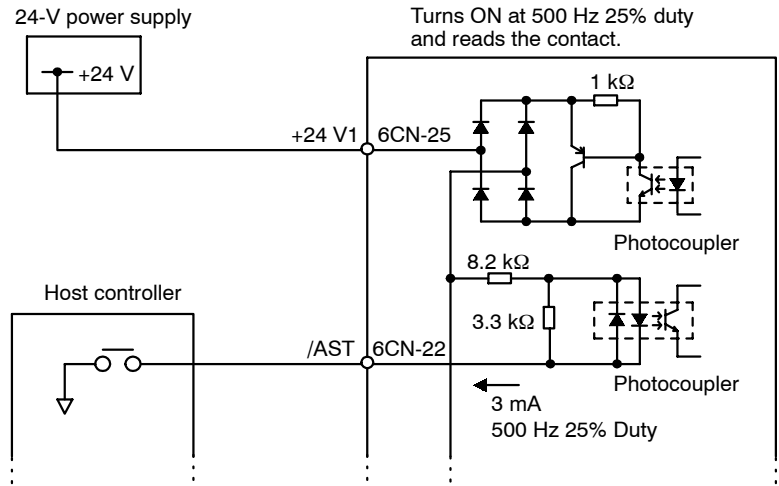 24-V power supply
+24 V
Turns ON at 500 Hz 25% duty
and reads the contact.
1 kΩ
+24 V1
6CN-25
Photocoupler
8.2 kΩ
Host controller
3.3 kΩ
/AST
6CN-22
Photocoupler
3 mA
500 Hz 25% Duty